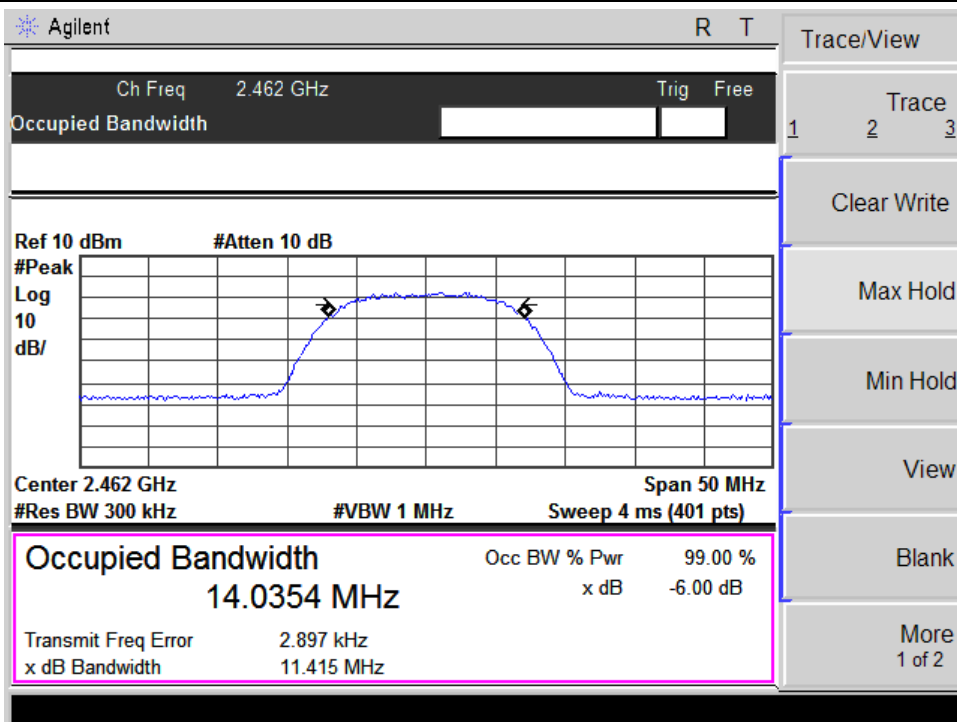 Agilent R T
Ch Freq 2.462 GHz Trig Free
Occupied Bandwidth
Ref 10 dBm #Atten 10 dB
#Peak
Log
10
dB/
Center 2.462 GHz Span 50 MHz
#Res BW 300 kHz #VBW 1 MHz Sweep 4 ms (401 pts)
Occupied Bandwidth Occ BW % Pwr 99.00 %
14.0354 MHz x dB -6.00 dB
Transmit Freq Error 2.897 kHz
x dB Bandwidth 11.415 MHz
Trace/View
Trace
1 2 3
Clear Write
Max Hold
Min Hold
View
Blank
More
1 of 2